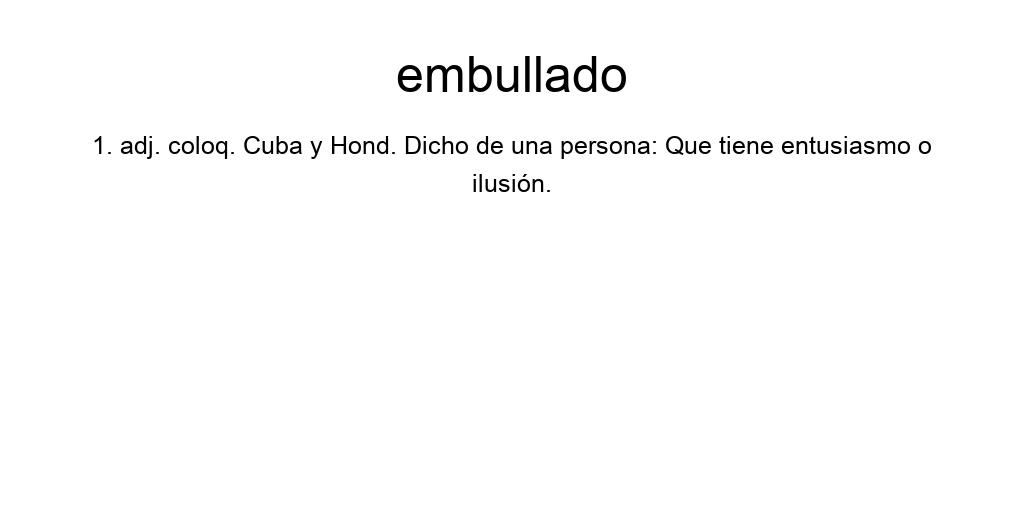 embullado
1. adj. coloq. Cuba y Hond. Dicho de una persona: Que tiene entusiasmo o
ilusión.